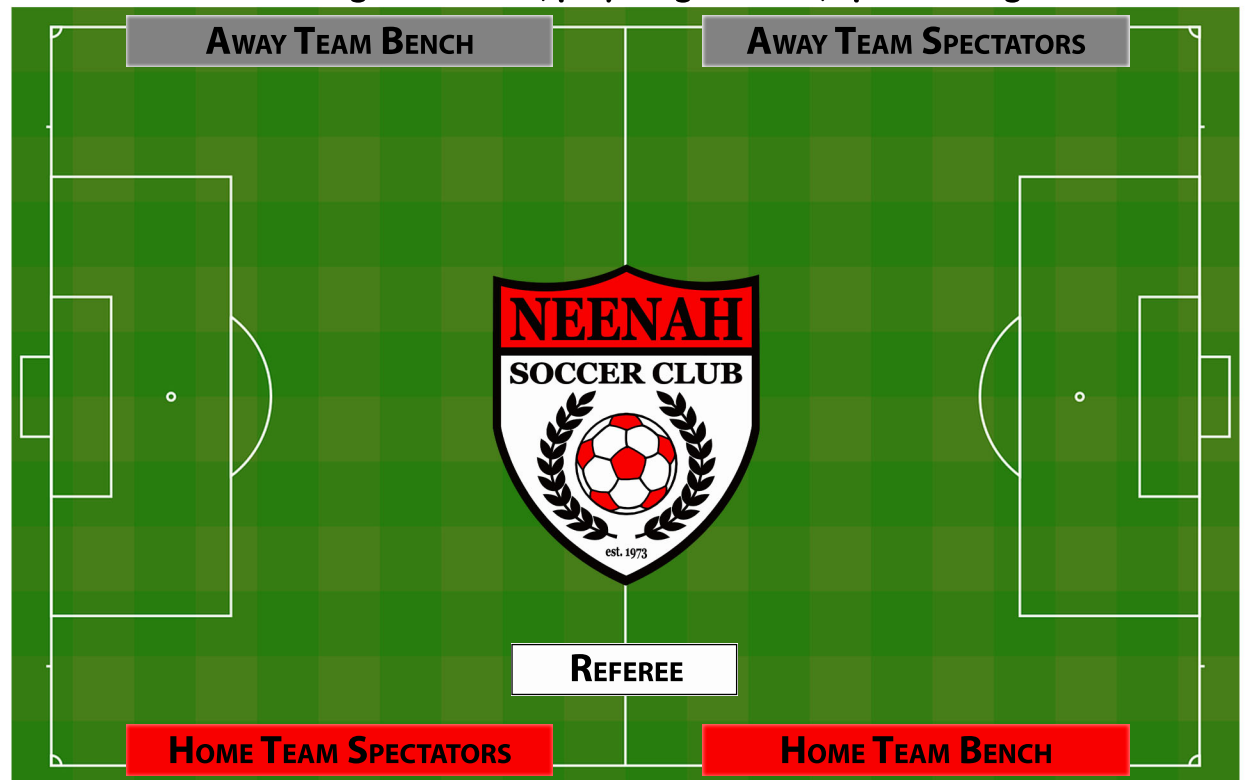 AWAY TEAM BENCH
AWAY TEAM SPECTATORS
NEENAH
SOCCER CLUB
est. 1973
REFEREE
HOME TEAM SPECTATORS
HOME TEAM BENCH